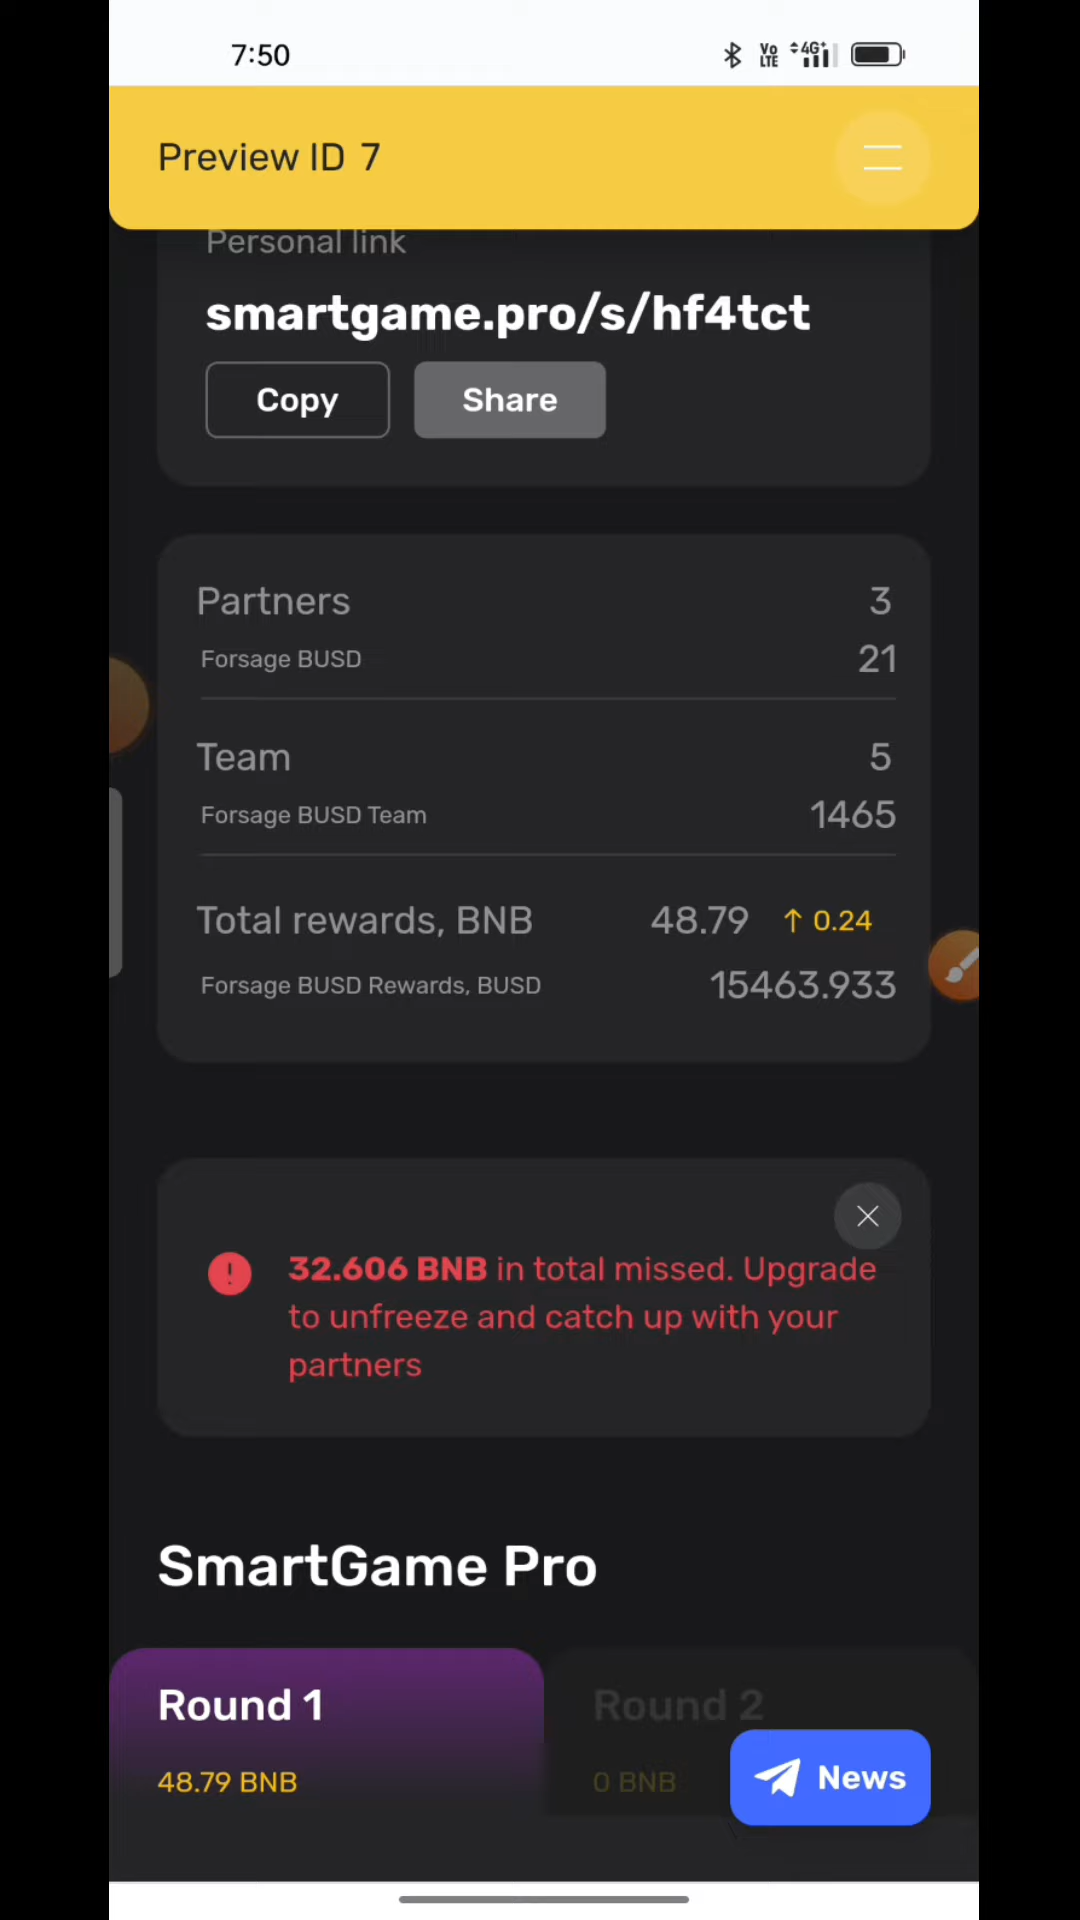 7:50
Vo LTE 4G+
Preview ID 7
Personal link
smartgame.pro/s/hf4tct
Copy Share
Partners 3
Forsage BUSD 21
Team 5
Forsage BUSD Team 1465
Total rewards, BNB 48.79 ↑ 0.24
Forsage BUSD Rewards, BUSD 15463.933
32.606 BNB in total missed. Upgrade
to unfreeze and catch up with your
partners
SmartGame Pro
Round 1 Round 2
48.79 BNB 0 BNB
News